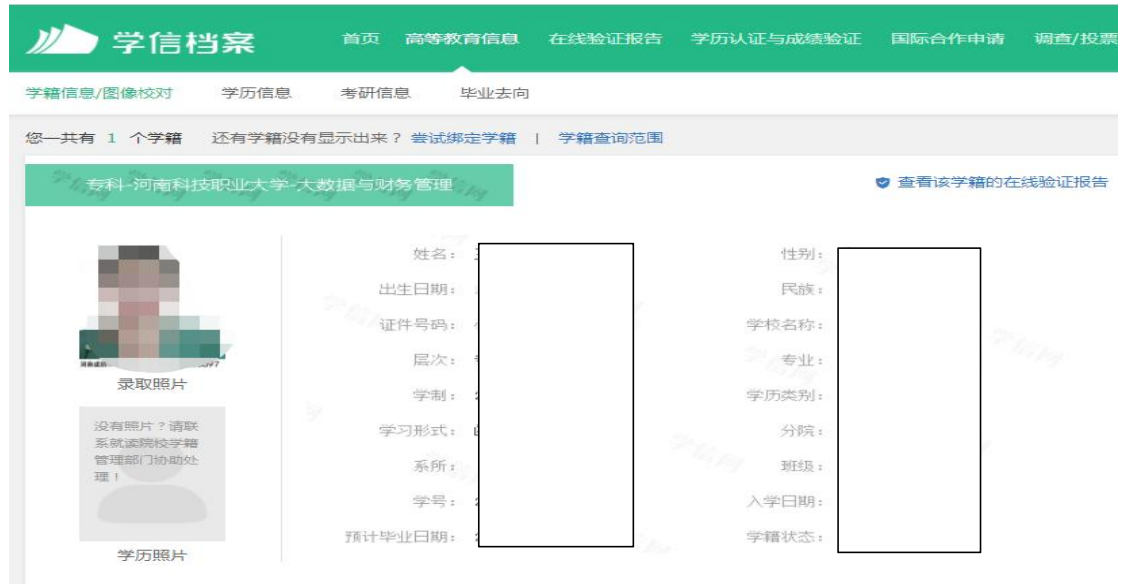 学信档案 首页 高等教育信息 在线验证报告 学历认证与成绩验证 国际合作申请 调查/投票
学籍信息/图像校对 学历信息 考研信息 毕业去向
您一共有 1 个学籍 还有学籍没有显示出来？尝试绑定学籍 | 学籍查询范围
专科-河南科技职业大学-大数据与财务管理 查看该学籍的在线验证报告
姓名： 性别：
出生日期： 民族：
证件号码： 学校名称：
层次： 专业：
录取照片
学制： 学历类别：
没有照片？请联
系就读院校学籍
管理部门协助处
理！
学习形式： 分院：
系所： 班级：
学号： 入学日期：
预计毕业日期： 学籍状态：
学历照片
学信网